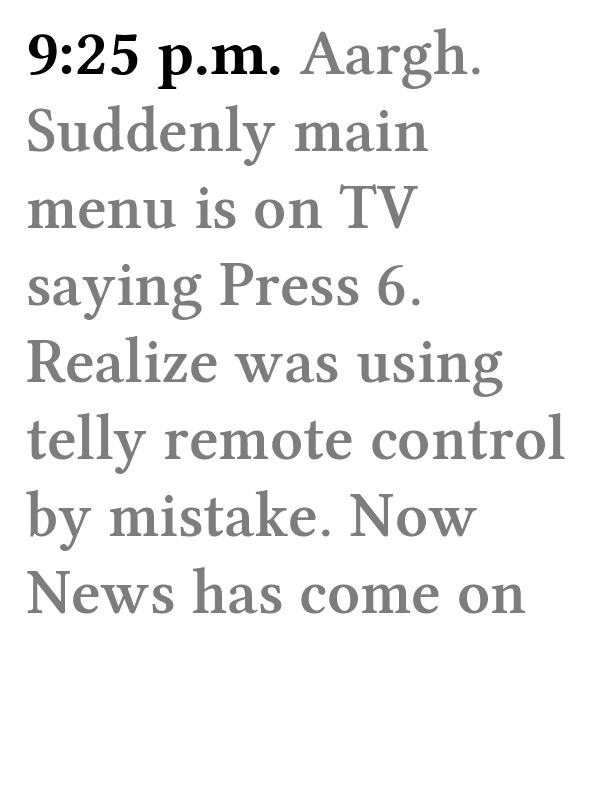 9:25 p.m. Aargh.
Suddenly main
menu is on TV
saying Press 6.
Realize was using
telly remote control
by mistake. Now
News has come on